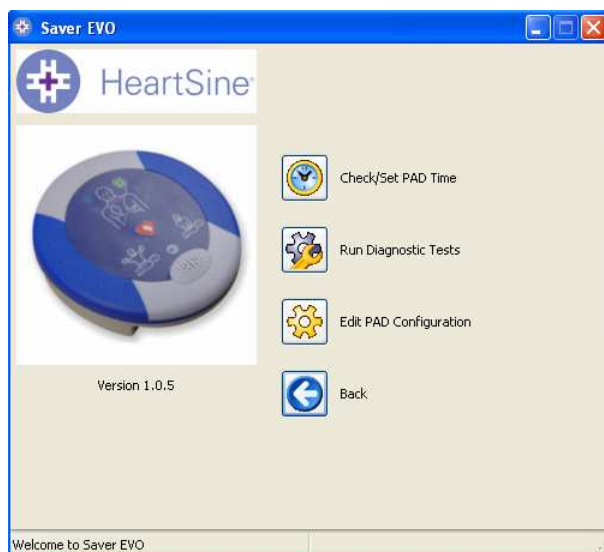 Saver EVO
HeartSine®
Check/Set PAD Time
Run Diagnostic Tests
Edit PAD Configuration
Version 1.0.5
Back
Welcome to Saver EVO